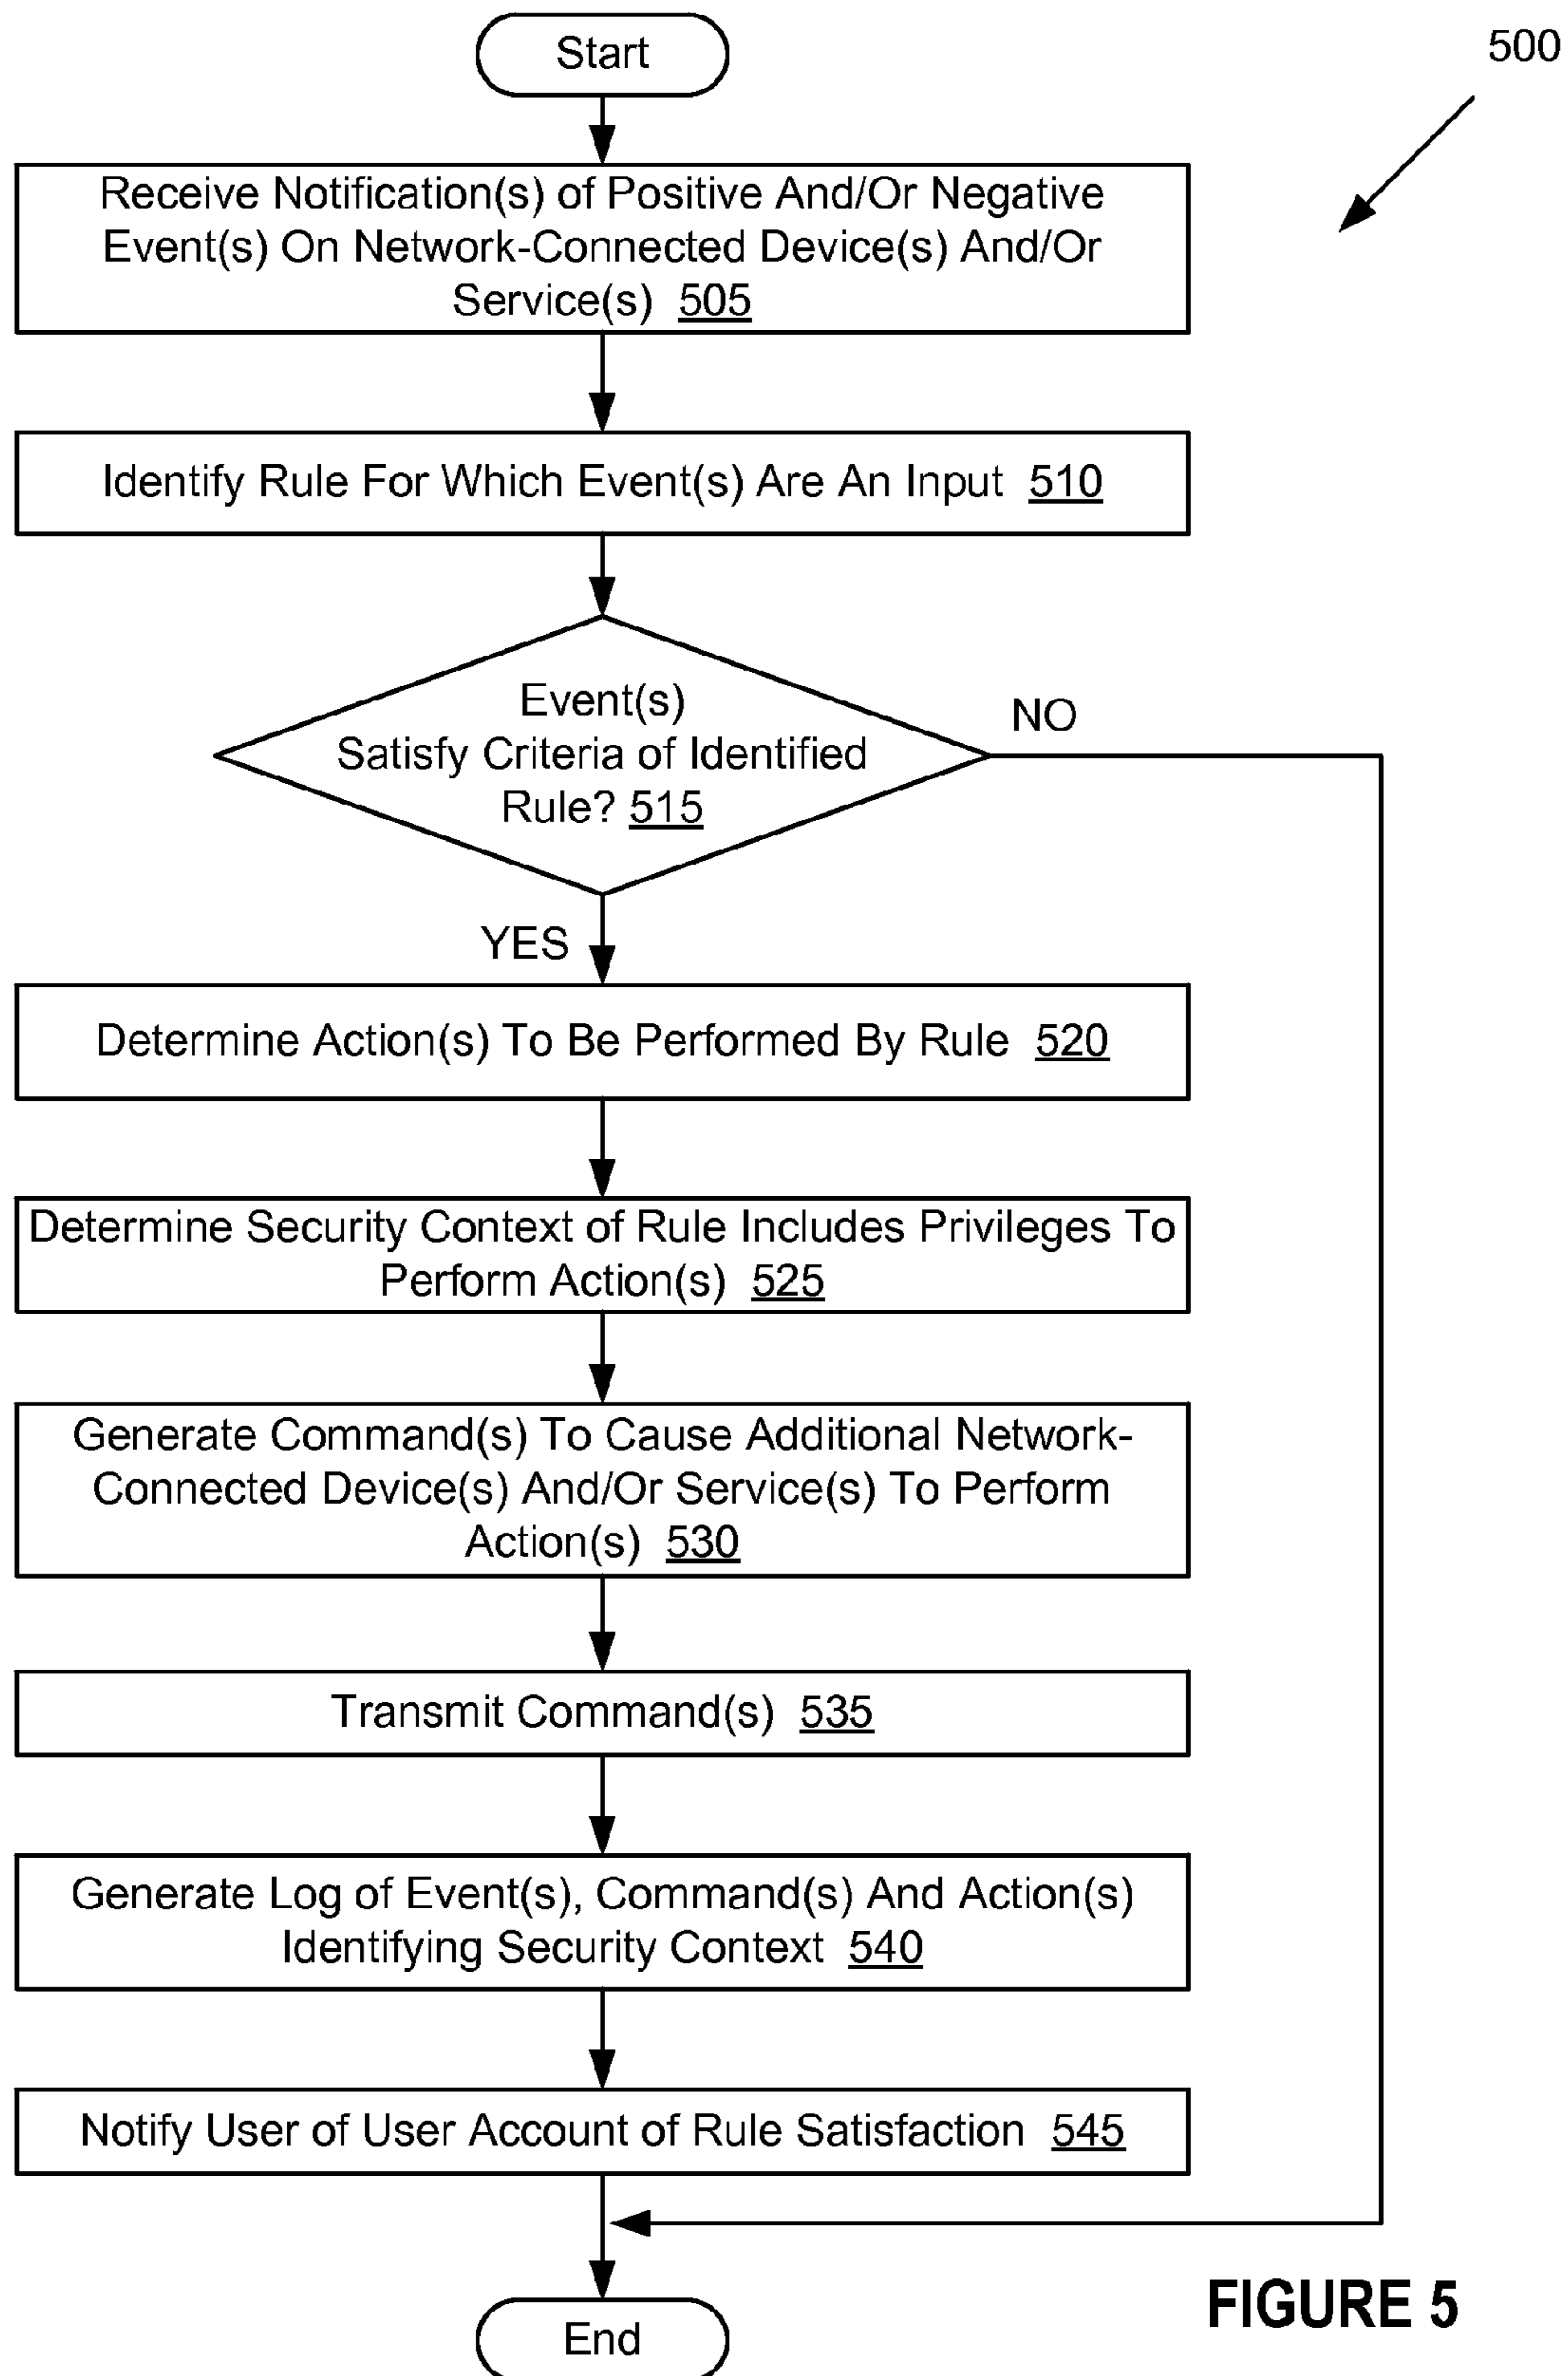 Start
500
Receive Notification(s) of Positive And/Or Negative
Event(s) On Network-Connected Device(s) And/Or
Service(s) 505
Identify Rule For Which Event(s) Are An Input 510
Event(s)
Satisfy Criteria of Identified
Rule? 515
NO
YES
Determine Action(s) To Be Performed By Rule 520
Determine Security Context of Rule Includes Privileges To
Perform Action(s) 525
Generate Command(s) To Cause Additional Network-
Connected Device(s) And/Or Service(s) To Perform
Action(s) 530
Transmit Command(s) 535
Generate Log of Event(s), Command(s) And Action(s)
Identifying Security Context 540
Notify User of User Account of Rule Satisfaction 545
End
FIGURE 5